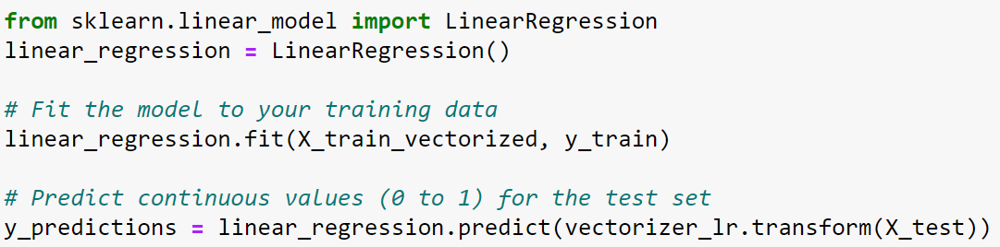 from sklearn.linear_model import LinearRegression
linear_regression = LinearRegression()
# Fit the model to your training data
linear_regression.fit(X_train_vectorized, y_train)
# Predict continuous values (0 to 1) for the test set
y_predictions = linear_regression.predict(vectorizer_lr.transform(X_test))